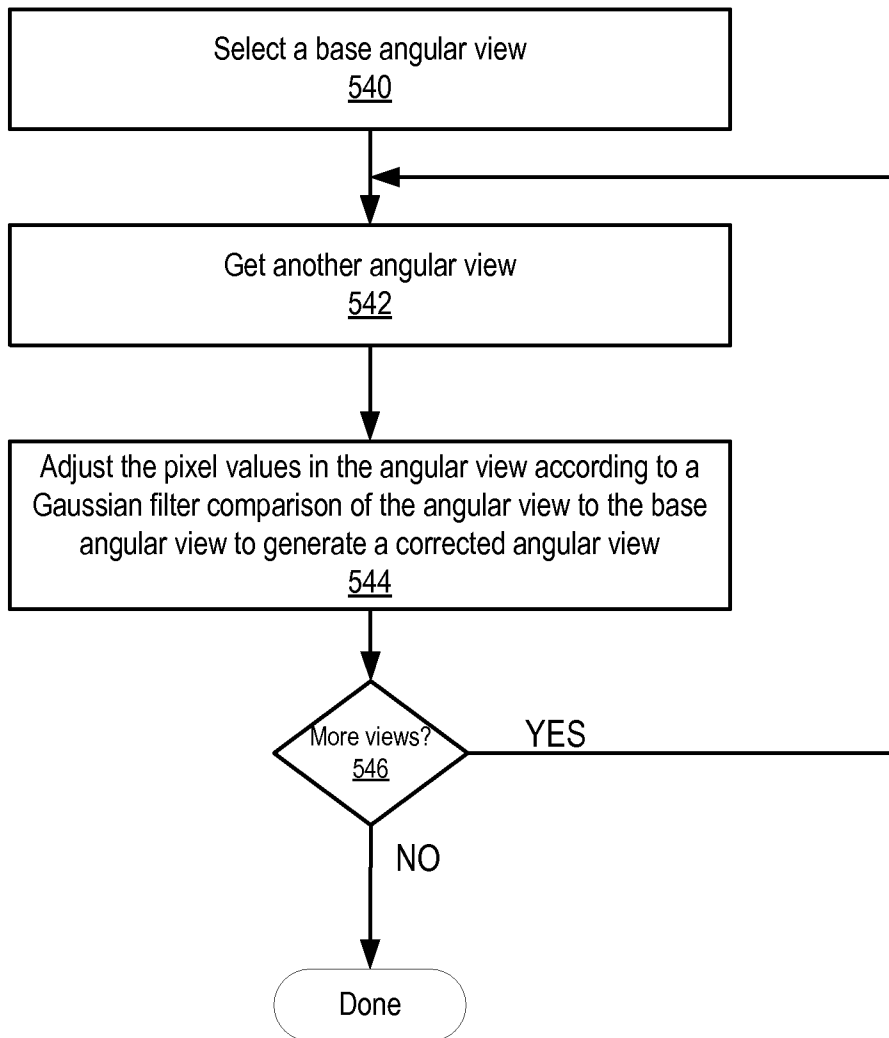 Select a base angular view
540
Get another angular view
542
Adjust the pixel values in the angular view according to a
Gaussian filter comparison of the angular view to the base
angular view to generate a corrected angular view
544
More views?
546
YES
NO
Done